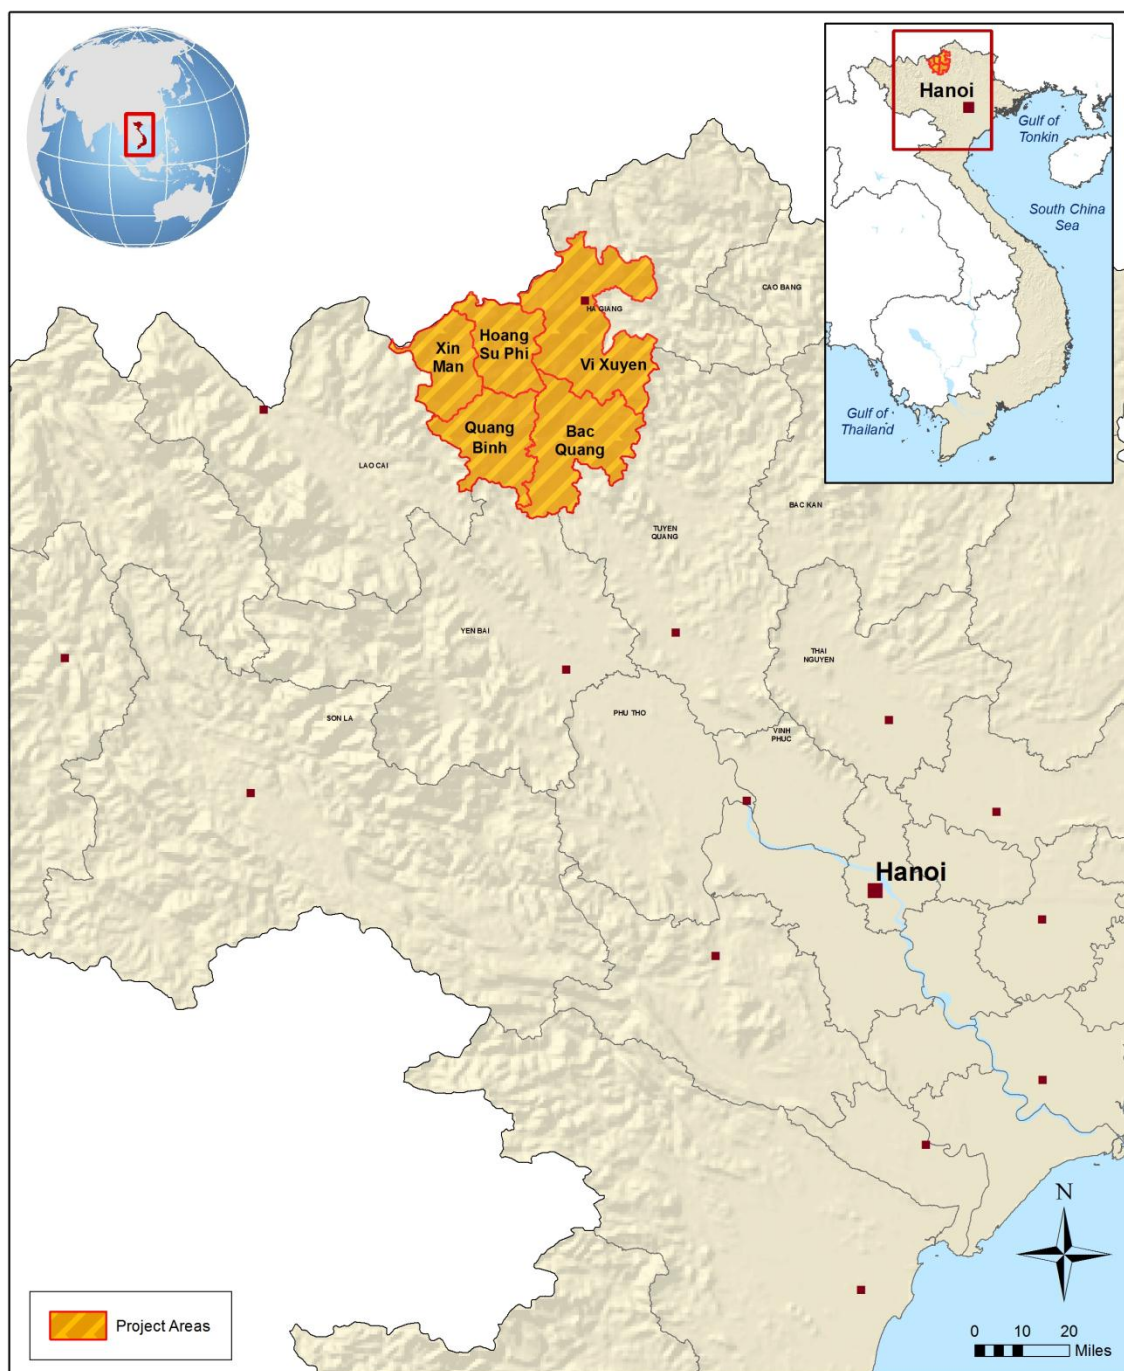 Hanoi
Gulf of
Tonkin
South China
Sea
Gulf of
Thailand
CAO BANG
HA GIANG
Xin
Man
Hoang
Su Phi
Vi Xuyen
Quang
Binh
Bac
Quang
LAO CAI
BAC KAN
TUYEN
QUANG
YEN BAI
THAI
NGUYEN
SON LA
PHU THO
VINH
PHUC
Hanoi
N
Project Areas
0 10 20
Miles